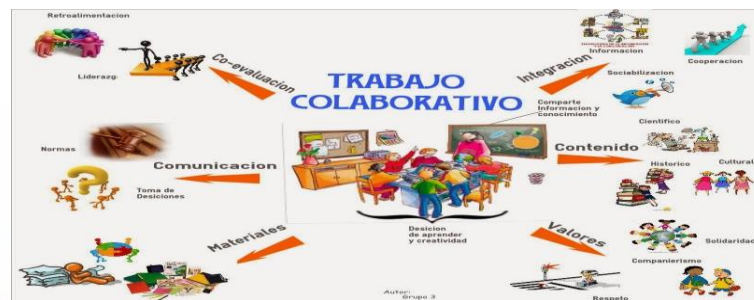 Retroalimentacion
Liderazg
Co-evaluacion
TRABAJO
COLABORATIVO
Integracion
Informacion
Cooperacion
Sociabilizacion
Comparte
Informacion y
conocimiento
Cientifico
Contenido
Historico
Cultural
Normas
Comunicacion
Toma de
Desiciones
Materiales
Desicion
de aprender
y creatividad
Valores
Solidaridad
Companierismo
Respeto
Autor:
Grupo 3